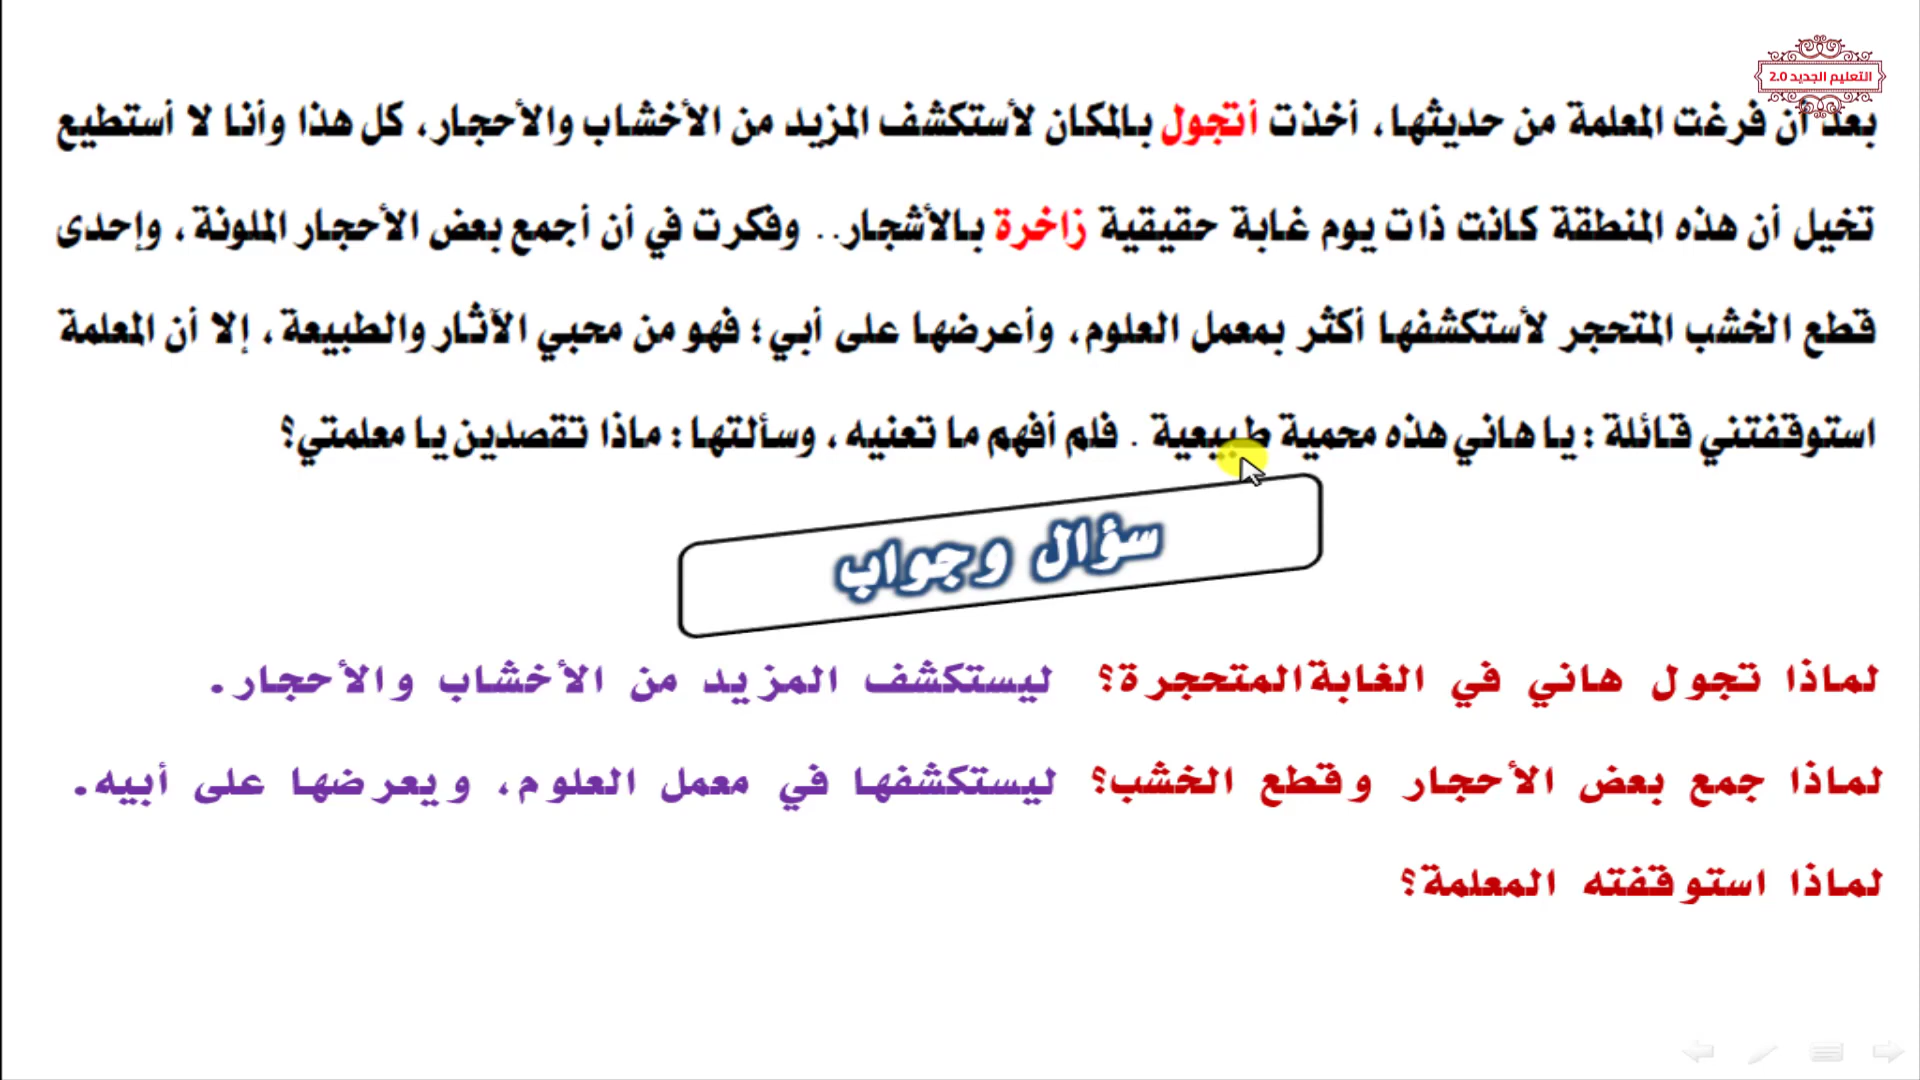 التعليم الجديد 2.0
بعد أن فرغت المعلمة من حديثها، أخذت أتجول بالمكان لأستكشف المزيد من الأخشاب والأحجار، كل هذا وأنا لا أستطيع
تخيل أن هذه المنطقة كانت ذات يوم غابة حقيقية زاخرة بالأشجار.. وفكرت في أن أجمع بعض الأحجار الملونة، وإحدى
قطع الخشب المتحجر لأستكشفها أكثر بمعمل العلوم، وأعرضها على أبي؛ فهو من محبي الآثار والطبيعة، إلا أن المعلمة
استوقفتني قائلة : يا هاني هذه محمية طبيعية . فلم أفهم ما تعنيه، وسألتها : ماذا تقصدين يا معلمتي؟
سؤال وجواب
لماذا تجول هاني في الغابة المتحجرة؟ ليستكشف المزيد من الأخشاب والأحجار.
لماذا جمع بعض الأحجار وقطع الخشب؟ ليستكشفها في معمل العلوم، ويعرضها على أبيه.
لماذا استوقفته المعلمة؟